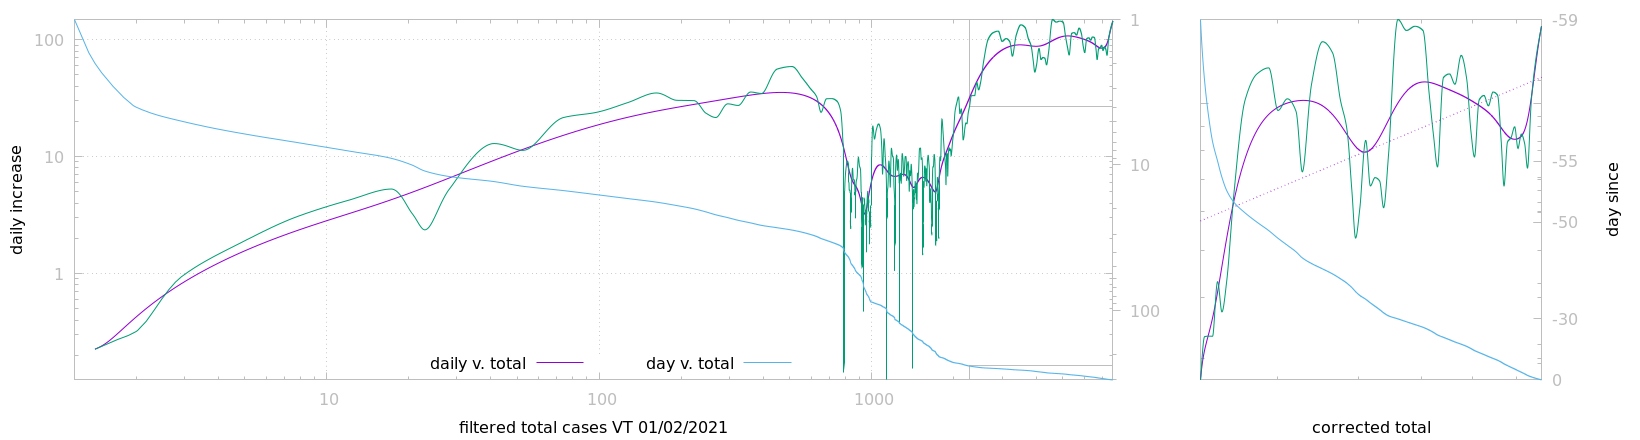 100
10
1
daily increase
10
100
1000
filtered total cases VT 01/02/2021
daily v. total
day v. total
1
10
100
-59
-55
-50
-30
0
day since
corrected total